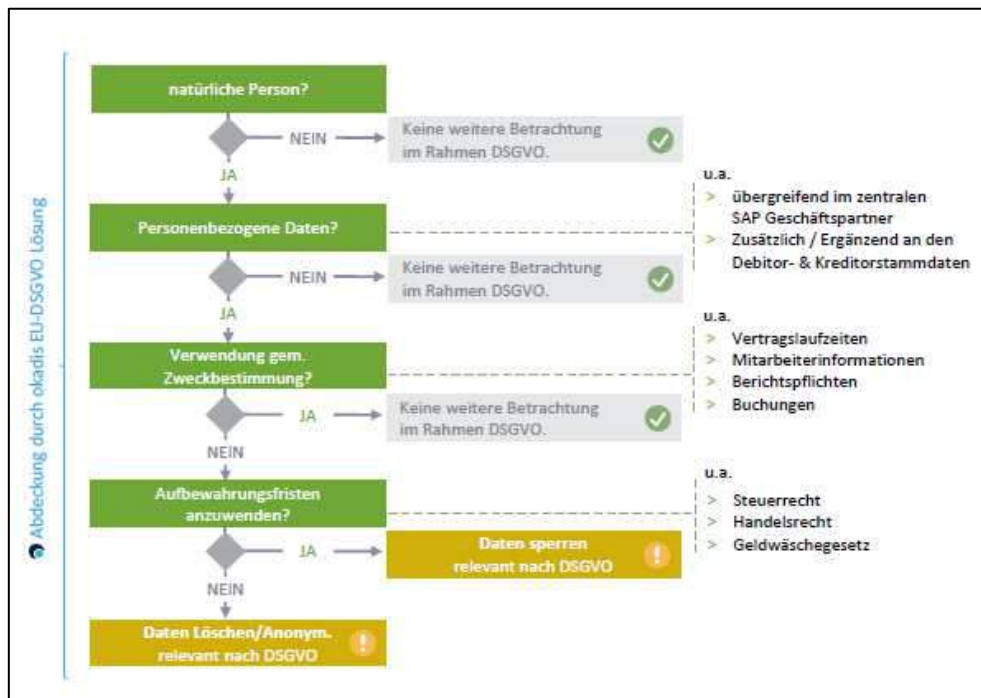 Abdeckung durch okadis EU-DSGVO Lösung
natürliche Person?
NEIN
Keine weitere Betrachtung
im Rahmen DSGVO.
JA
u.a.
> übergreifend im zentralen
SAP Geschäftspartner
> Zusätzlich / Ergänzend an den
Debitor- & Kreditorstammdaten
Personenbezogene Daten?
NEIN
Keine weitere Betrachtung
im Rahmen DSGVO.
JA
u.a.
> Vertragslaufzeiten
> Mitarbeiterinformationen
> Berichtspflichten
> Buchungen
Verwendung gem.
Zweckbestimmung?
JA
Keine weitere Betrachtung
im Rahmen DSGVO.
NEIN
u.a.
> Steuerrecht
> Handelsrecht
> Geldwäschegesetz
Aufbewahrungsfristen
anzuwenden?
JA
Daten sperren
relevant nach DSGVO
NEIN
Daten Löschen/Anonym.
relevant nach DSGVO